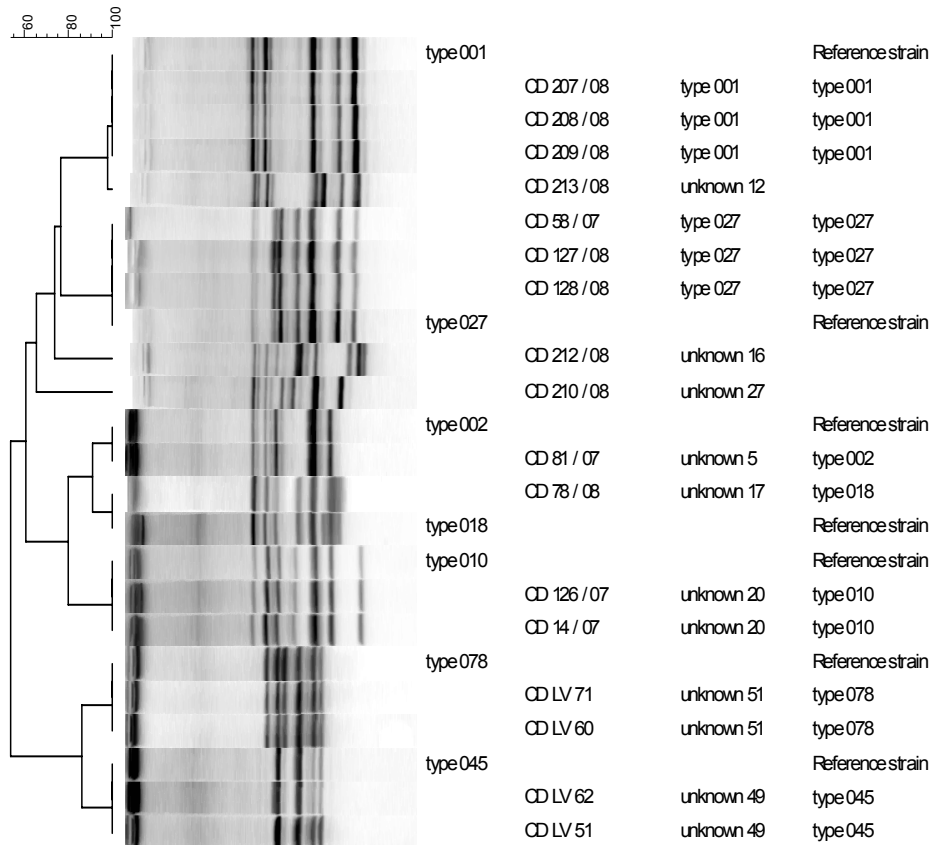 60 80 100
type 001 Reference strain
CD 207 / 08 type 001 type 001
CD 208 / 08 type 001 type 001
CD 209 / 08 type 001 type 001
CD 213 / 08 unknown 12
CD 58 / 07 type 027 type 027
CD 127 / 08 type 027 type 027
CD 128 / 08 type 027 type 027
type 027 Reference strain
CD 212 / 08 unknown 16
CD 210 / 08 unknown 27
type 002 Reference strain
CD 81 / 07 unknown 5 type 002
CD 78 / 08 unknown 17 type 018
type 018 Reference strain
type 010 Reference strain
CD 126 / 07 unknown 20 type 010
CD 14 / 07 unknown 20 type 010
type 078 Reference strain
CD LV 71 unknown 51 type 078
CD LV 60 unknown 51 type 078
type 045 Reference strain
CD LV 62 unknown 49 type 045
CD LV 51 unknown 49 type 045